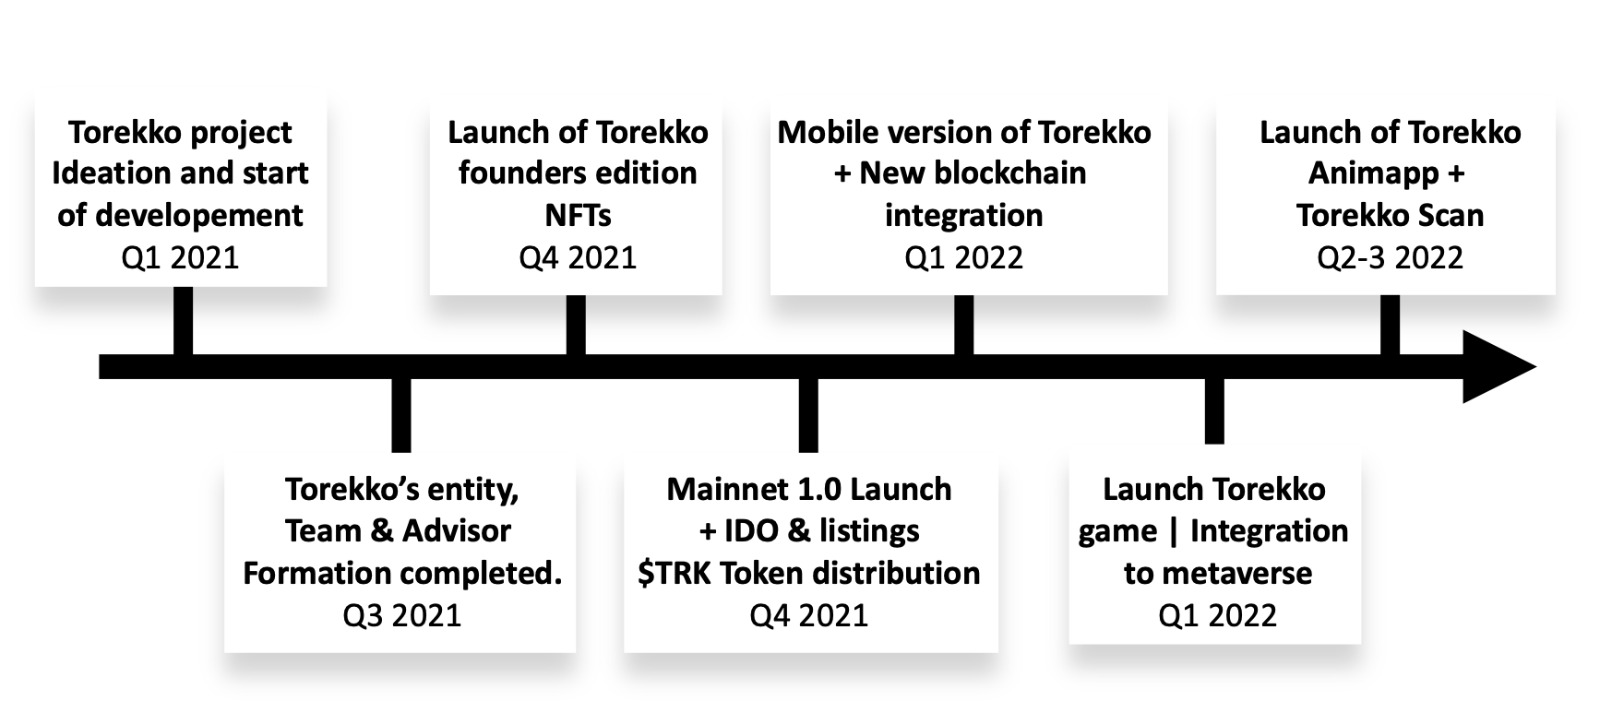 Torekko project
Ideation and start
of developement
Q1 2021
Torekko’s entity,
Team & Advisor
Formation completed.
Q3 2021
Launch of Torekko
founders edition
NFTs
Q4 2021
Mainnet 1.0 Launch
+ IDO & listings
$TRK Token distribution
Q4 2021
Mobile version of Torekko
+ New blockchain
integration
Q1 2022
Launch Torekko
game | Integration
to metaverse
Q1 2022
Launch of Torekko
Animapp +
Torekko Scan
Q2-3 2022